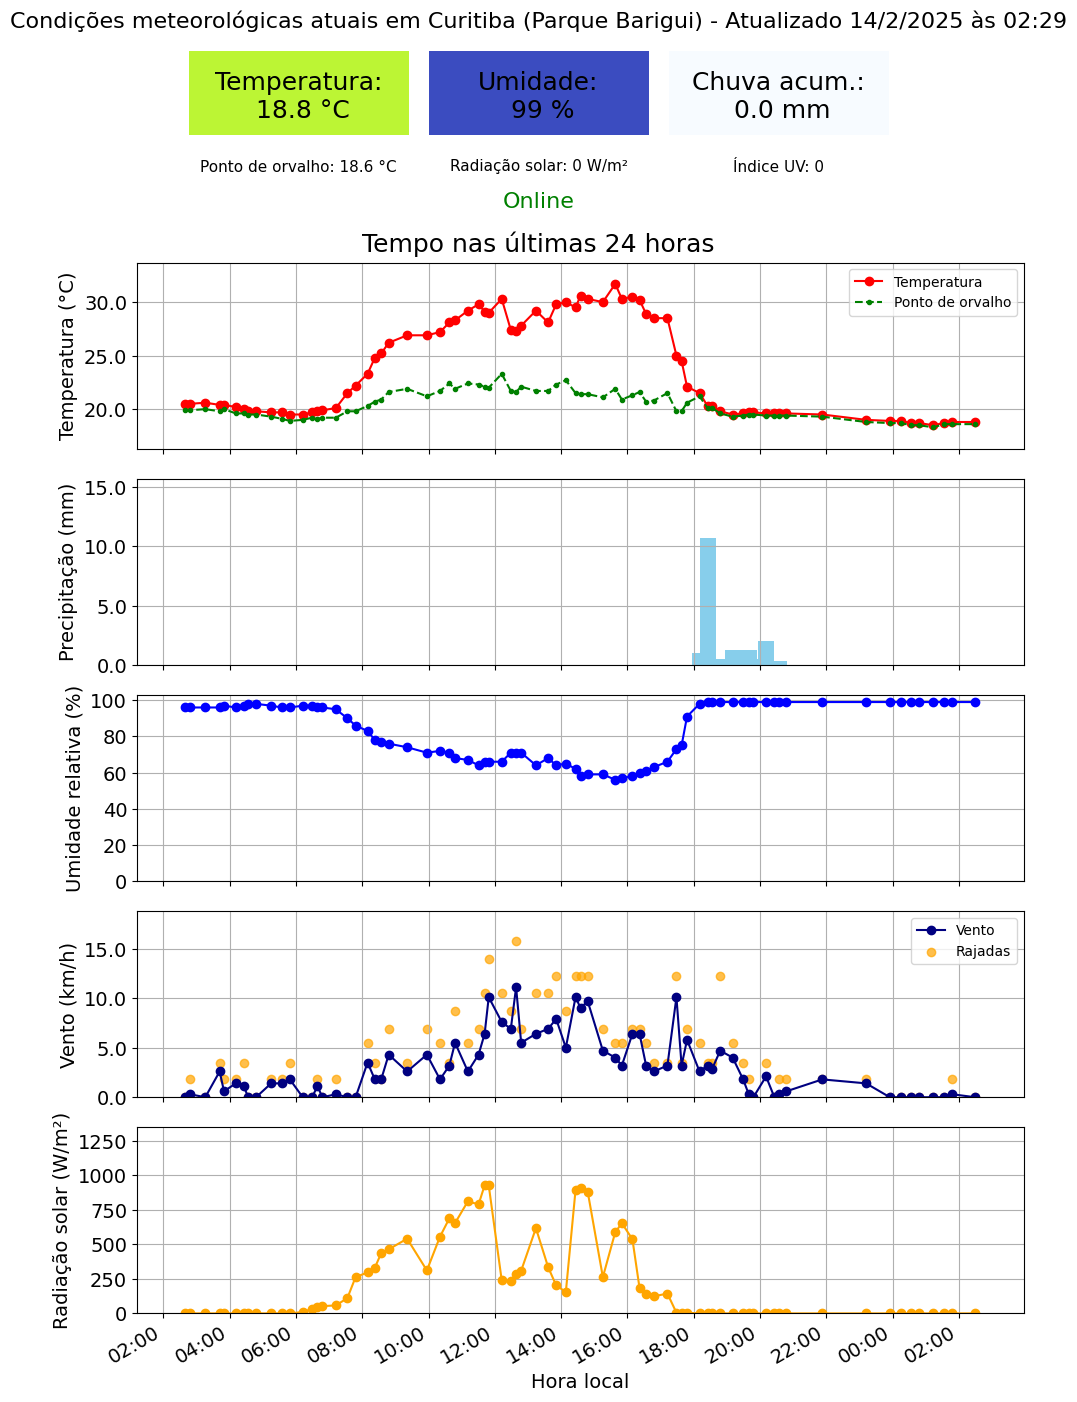 Condições meteorológicas atuais em Curitiba (Parque Barigui) - Atualizado 14/2/2025 às 02:29
Temperatura:
18.8 °C
Umidade:
99 %
Chuva acum.:
0.0 mm
Ponto de orvalho: 18.6 °C
Radiação solar: 0 W/m²
Índice UV: 0
Online
Tempo nas últimas 24 horas
Temperatura (°C)
30.0
25.0
20.0
Temperatura
Ponto de orvalho
Precipitação (mm)
15.0
10.0
5.0
0.0
Umidade relativa (%)
100
80
60
40
20
0
Vento (km/h)
15.0
10.0
5.0
0.0
Vento
Rajadas
Radiação solar (W/m²)
1250
1000
750
500
250
0
02:00
04:00
06:00
08:00
10:00
12:00
14:00
16:00
18:00
20:00
22:00
00:00
02:00
Hora local